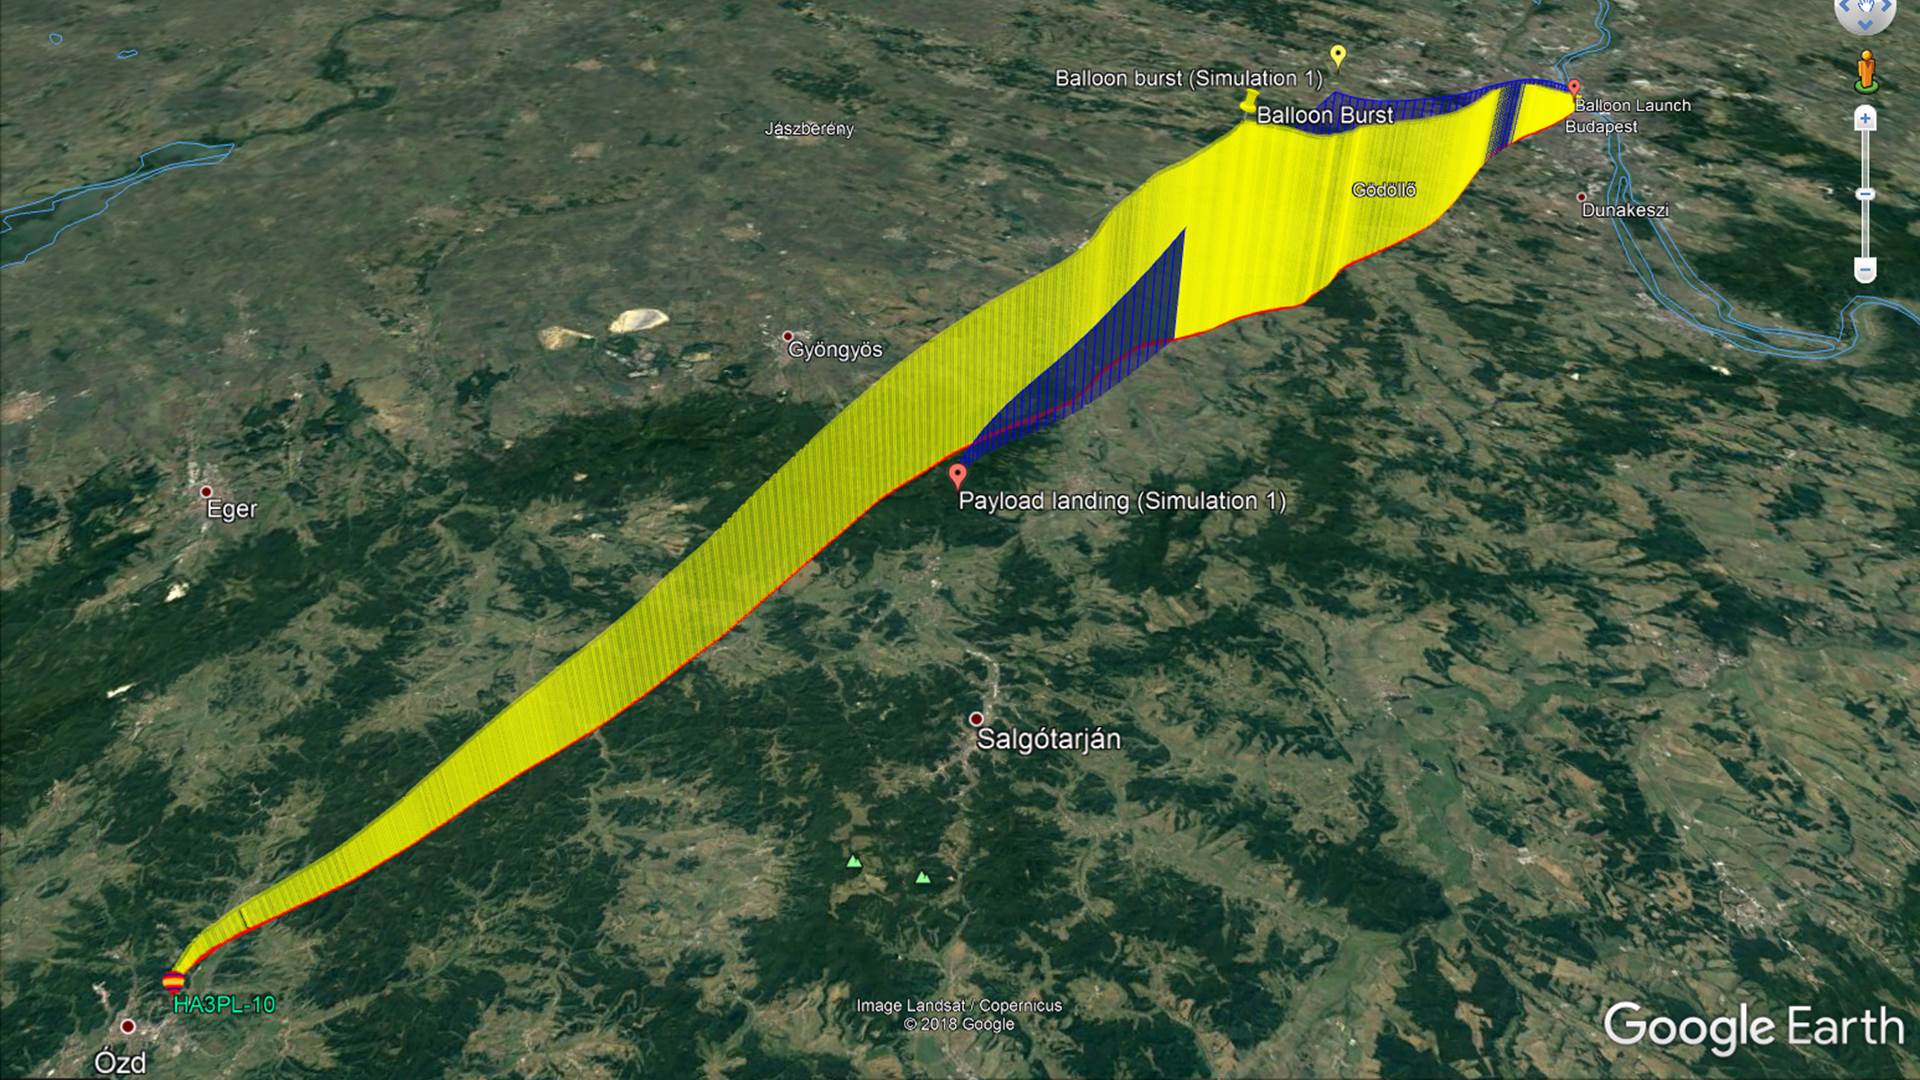 Balloon burst (Simulation 1)
Balloon Burst
Balloon Launch
Budapest
Jászberény
Gödöllő
Dunakeszi
Gyöngyös
Eger
Payload landing (Simulation 1)
Salgótarján
HA3PL-10
Ózd
Image Landsat / Copernicus
© 2018 Google
Google Earth